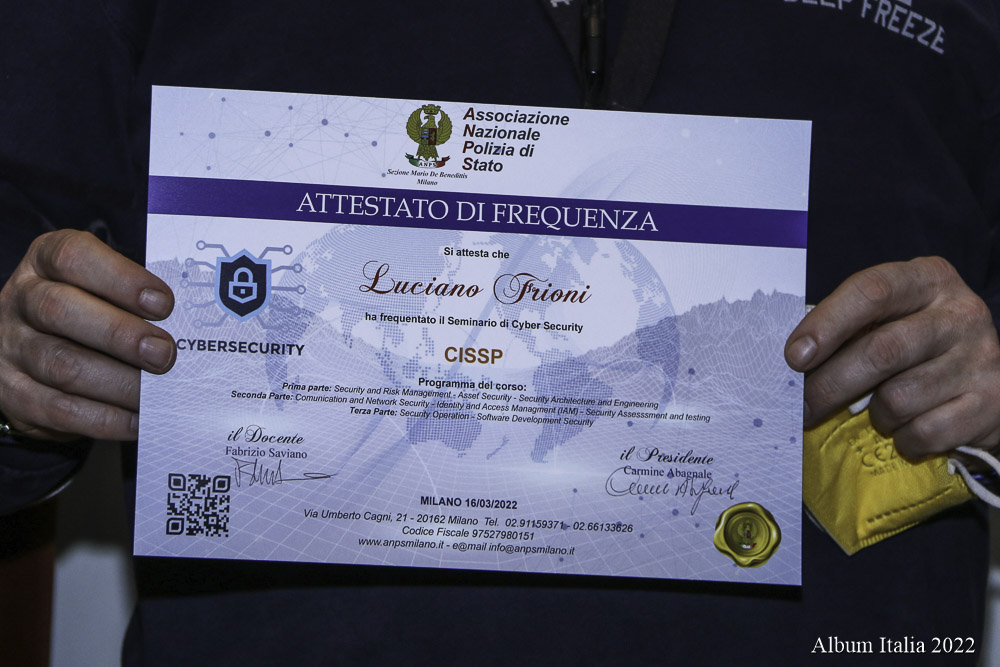 DEEP FREEZE
Associazione
Nazionale
Polizia di
Stato
ANPS
Sezione Mario De Benedittis
Milano
ATTESTATO DI FREQUENZA
Si attesta che
Luciano Frioni
ha frequentato il Seminario di Cyber Security
CYBERSECURITY
CISSP
Programma del corso:
Prima parte: Security and Risk Management - Asset Security - Security Architecture and Engineering
Seconda Parte: Comunication and Network Security - Identity and Access Managment (IAM) - Security Assesssment and testing
Terza Parte: Security Operation - Software Development Security
il Docente
Fabrizio Saviano
il Presidente
Carmine Abagnale
MILANO 16/03/2022
Via Umberto Cagni, 21 - 20162 Milano Tel. 02.91159371 - 02.66133626
Codice Fiscale 97527980151
www.anpsmilano.it - e@mail info@anpsmilano.it
Album Italia 2022